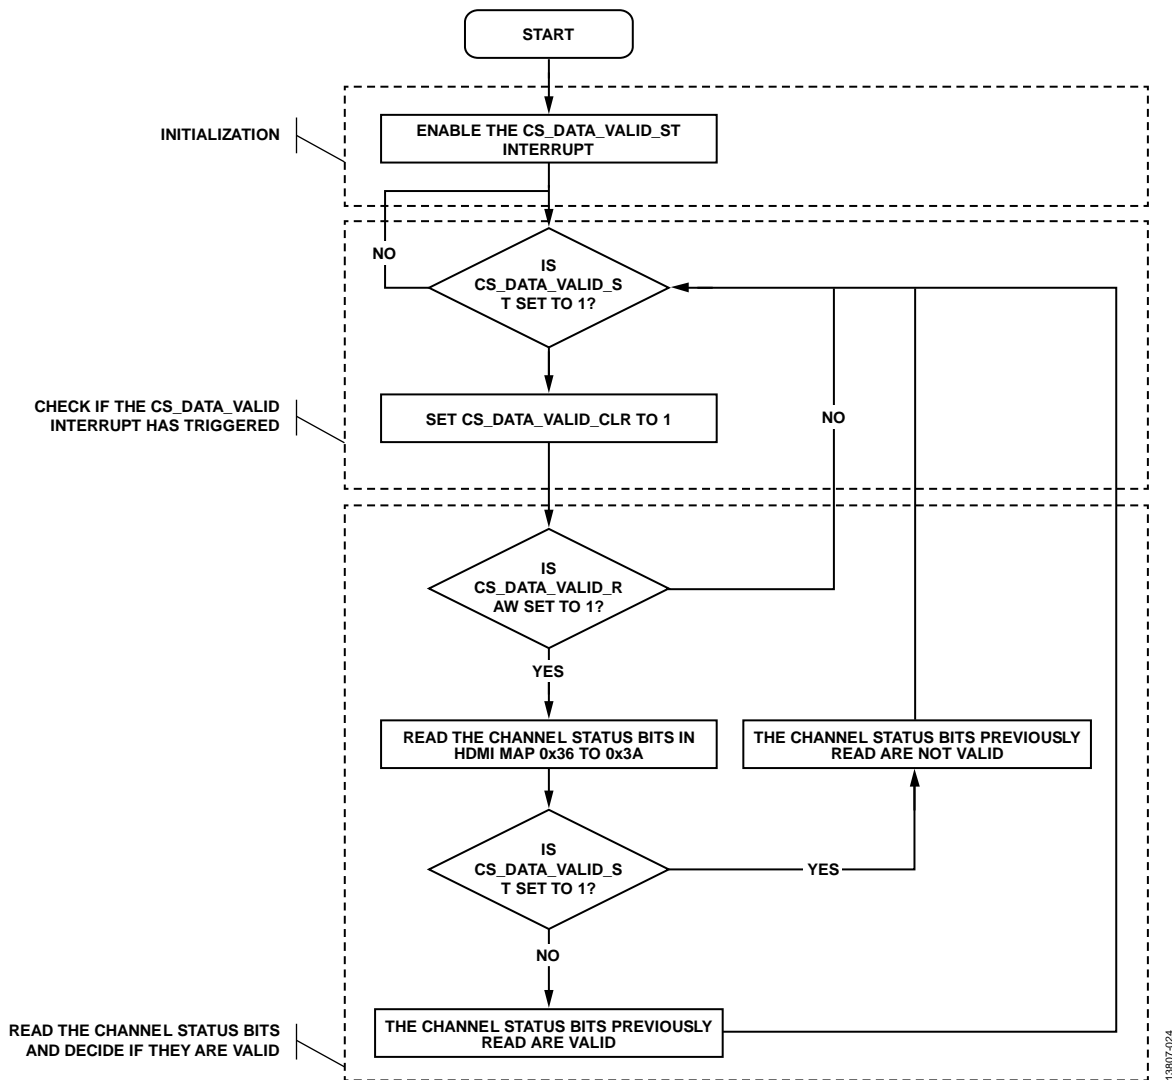 START
INITIALIZATION
ENABLE THE CS_DATA_VALID_ST
INTERRUPT
NO
IS
CS_DATA_VALID_S
T SET TO 1?
CHECK IF THE CS_DATA_VALID
INTERRUPT HAS TRIGGERED
SET CS_DATA_VALID_CLR TO 1
NO
IS
CS_DATA_VALID_R
AW SET TO 1?
YES
READ THE CHANNEL STATUS BITS IN
HDMI MAP 0x36 TO 0x3A
THE CHANNEL STATUS BITS PREVIOUSLY
READ ARE NOT VALID
IS
CS_DATA_VALID_S
T SET TO 1?
YES
NO
READ THE CHANNEL STATUS BITS
AND DECIDE IF THEY ARE VALID
THE CHANNEL STATUS BITS PREVIOUSLY
READ ARE VALID
13807-024